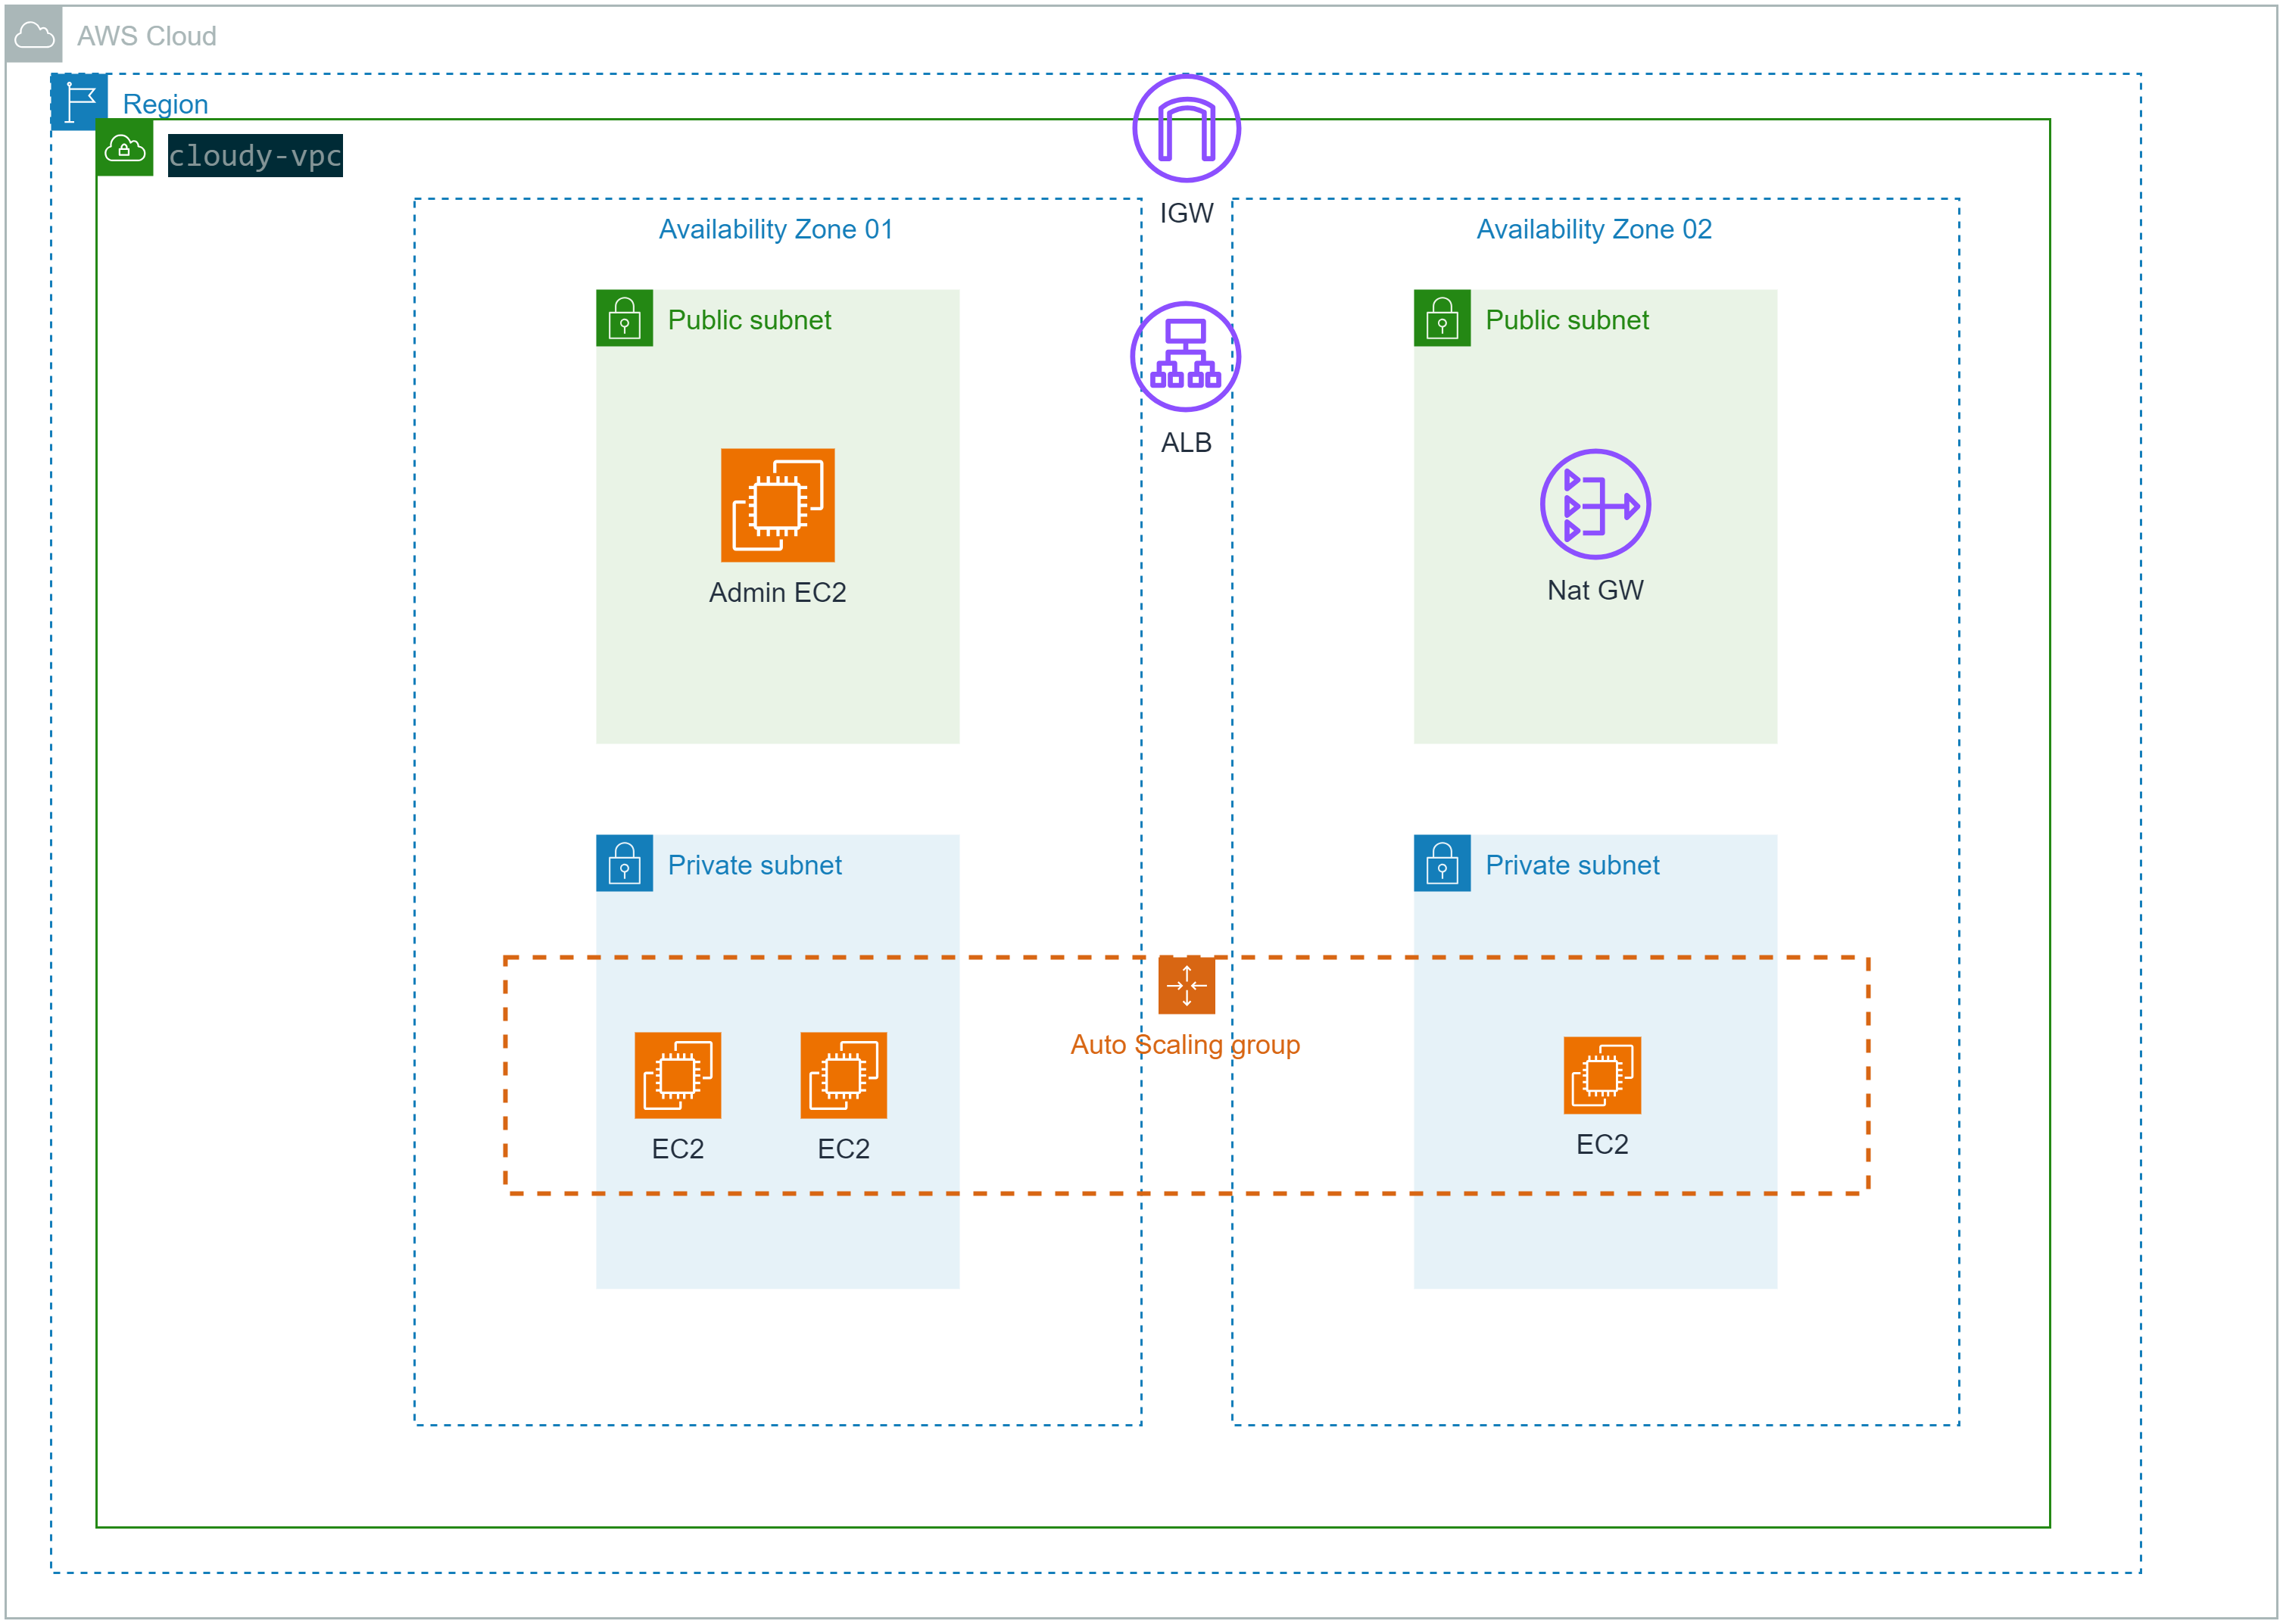 AWS Cloud
Region
cloudy-vpc
IGW
Availability Zone 01
Availability Zone 02
Public subnet
Public subnet
ALB
Admin EC2
Nat GW
Private subnet
Private subnet
Auto Scaling group
EC2
EC2
EC2